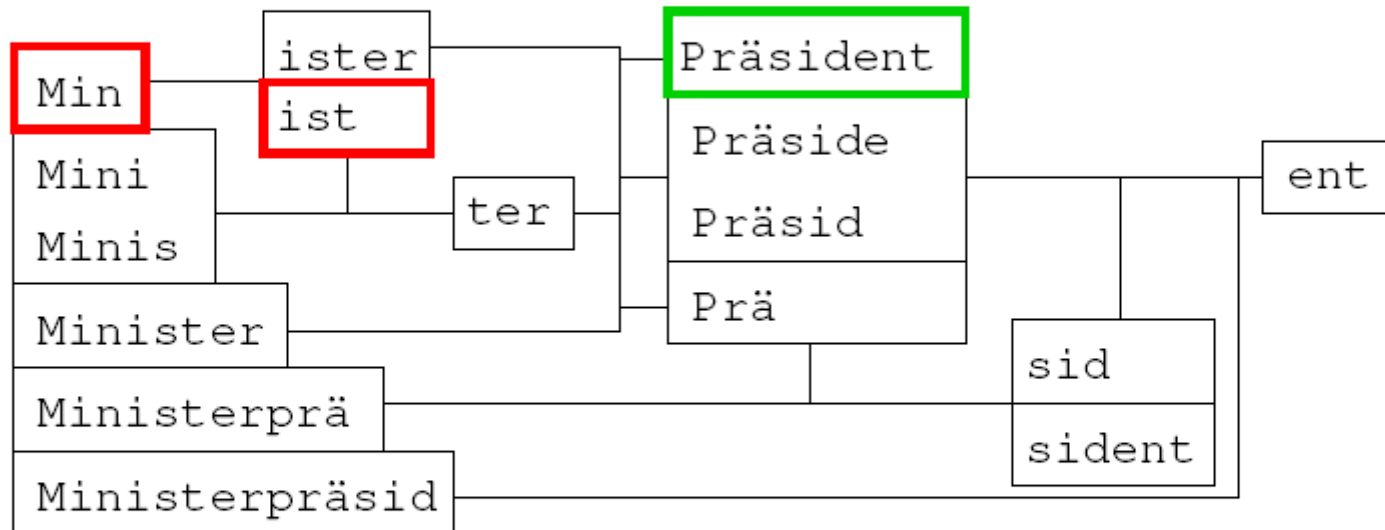 Min
Mini
Minis
Minister
Ministerprä
Ministerpräsid
ister
ist
ter
Präsident
Präside
Präsid
Prä
sid
sident
ent